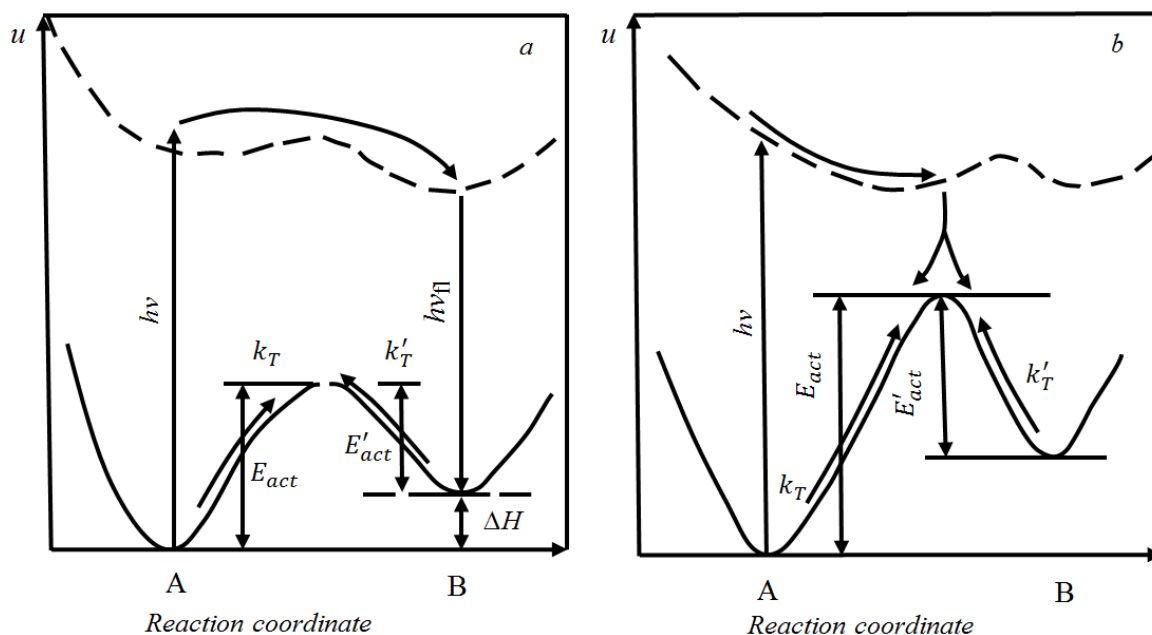 u
a
hν
hν_fl
k_T
k'_T
E_act
E'_act
ΔH
A
B
Reaction coordinate
u
b
hν
E_act
E'_act
k'_T
k_T
A
B
Reaction coordinate